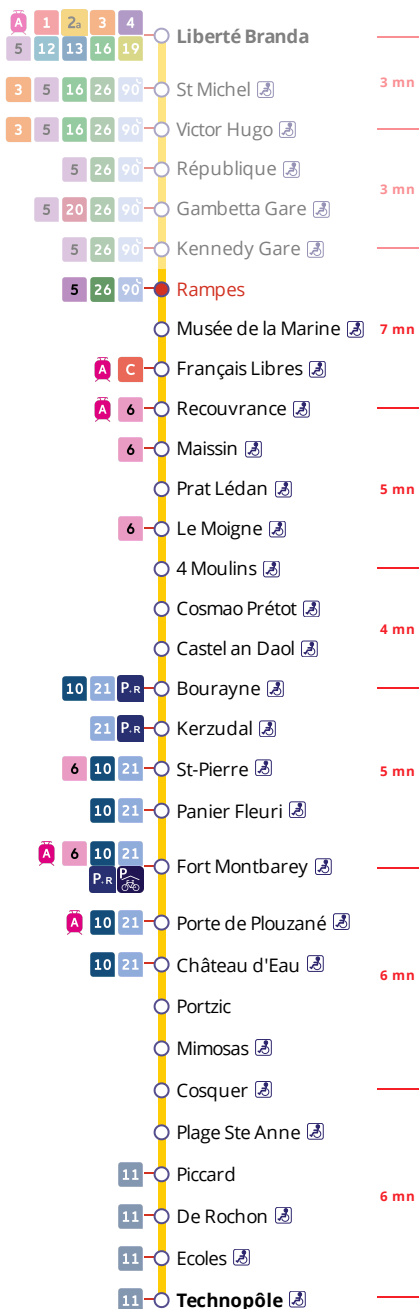 A 1 2a 3 4
5 12 13 16 19 Liberté Branda
3 mn
3 5 16 26 90 St Michel
3 5 16 26 90 Victor Hugo
5 26 90 République
3 mn
5 20 26 90 Gambetta Gare
5 26 90 Kennedy Gare
5 26 90 Rampes
Musée de la Marine 7 mn
A C Français Libres
A 6 Recouvrance
6 Maissin
Prat Lédan 5 mn
6 Le Moigne
4 Moulins
Cosmao Prétot
4 mn
Castel an Daol
10 21 P.R Bourayne
21 P.R Kerzudal
6 10 21 St-Pierre 5 mn
10 21 Panier Fleuri
A 6 10 21
P.R P Fort Montbarey
A 10 21 Porte de Plouzané
10 21 Château d'Eau
6 mn
Portzic
Mimosas
Cosquer
Plage Ste Anne
11 Piccard
6 mn
11 De Rochon
11 Ecoles
11 Technopôle